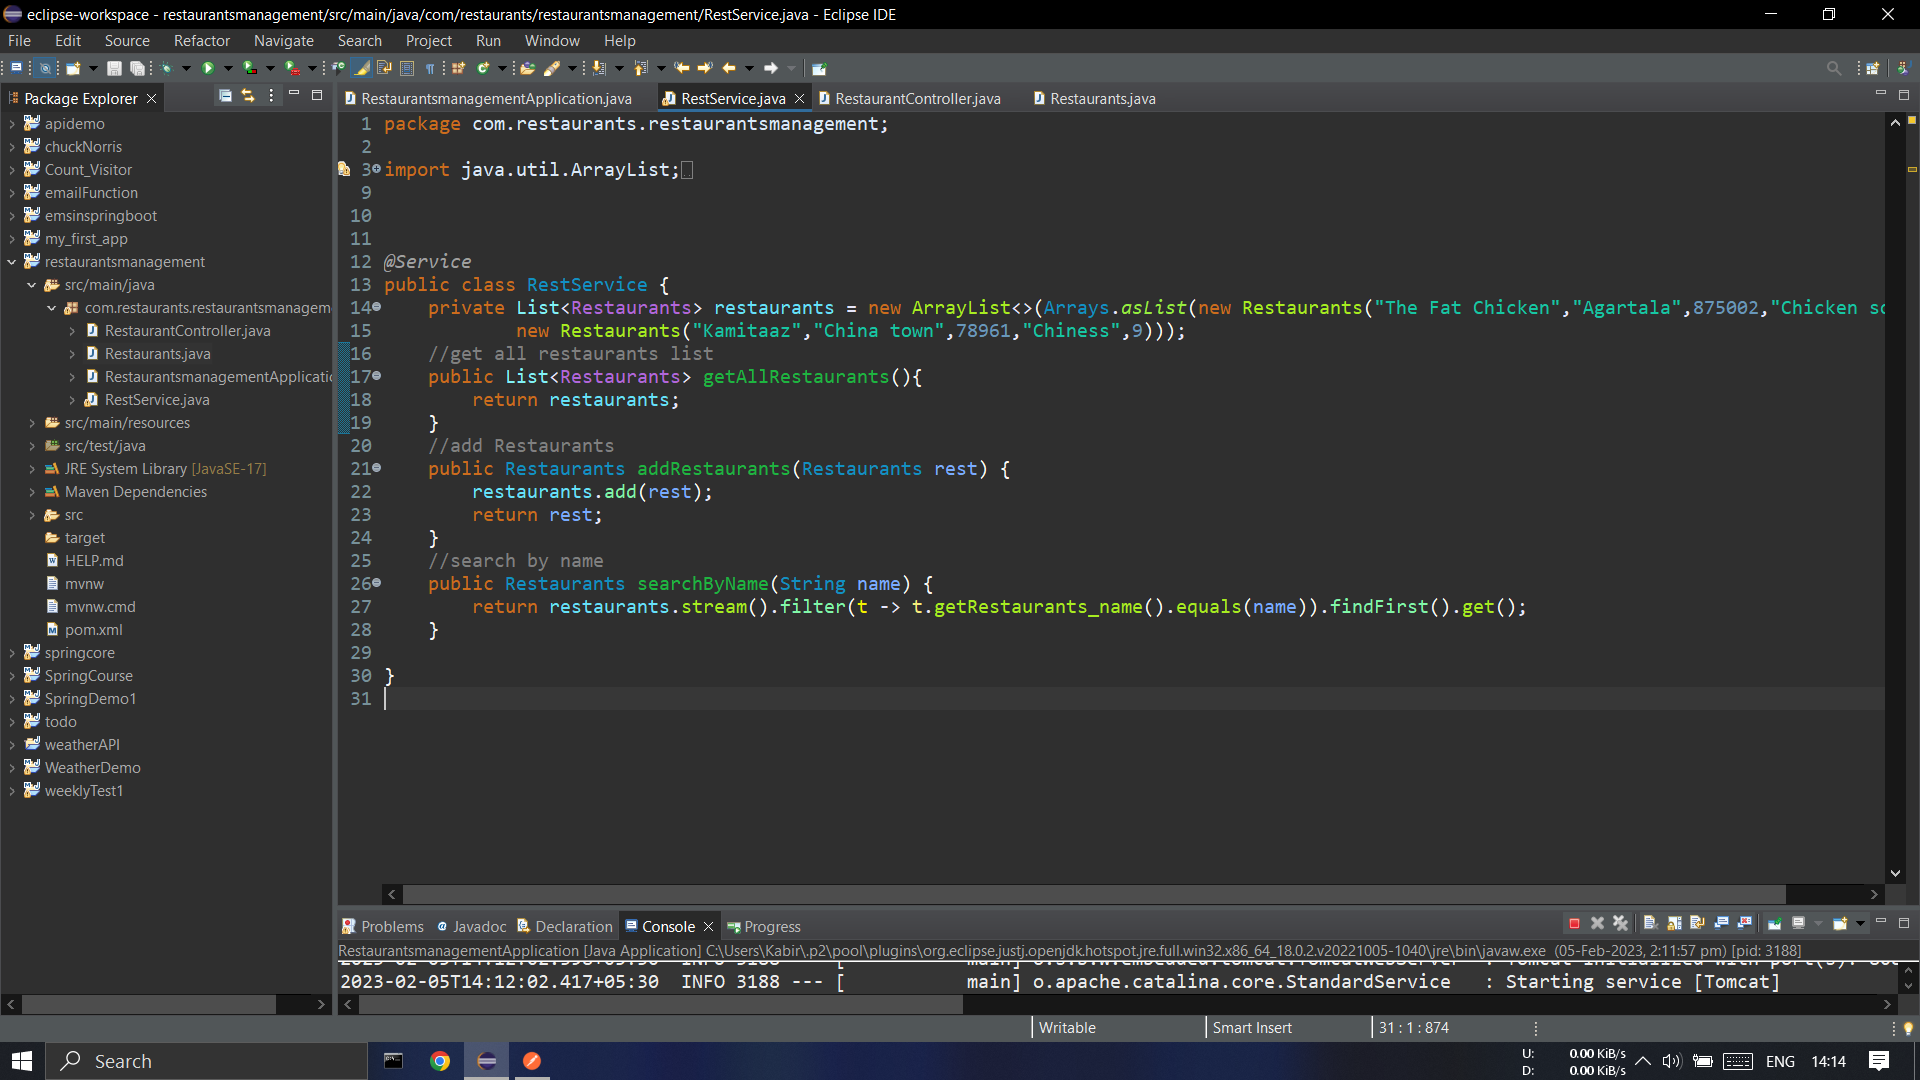 eclipse-workspace - restaurantsmanagement/src/main/java/com/restaurants/restaurantsmanagement/RestService.java - Eclipse IDE
File Edit Source Refactor Navigate Search Project Run Window Help
Package Explorer
apidemo
chuckNorris
Count_Visitor
emailFunction
emsinspringboot
my_first_app
restaurantsmanagement
src/main/java
com.restaurants.restaurantsmanagem
RestaurantController.java
Restaurants.java
RestaurantsmanagementApplicatio
RestService.java
src/main/resources
src/test/java
JRE System Library [JavaSE-17]
Maven Dependencies
src
target
HELP.md
mvnw
mvnw.cmd
pom.xml
springcore
SpringCourse
SpringDemo1
todo
weatherAPI
WeatherDemo
weeklyTest1
RestaurantsmanagementApplication.java RestService.java RestaurantController.java Restaurants.java
1 package com.restaurants.restaurantsmanagement;
2
3 import java.util.ArrayList;
9
10
11
12 @Service
13 public class RestService {
14 private List<Restaurants> restaurants = new ArrayList<>(Arrays.asList(new Restaurants("The Fat Chicken","Agartala",875002,"Chicken
15 new Restaurants("Kamitaaz","China town",78961,"Chiness",9)));
16 //get all restaurants list
17 public List<Restaurants> getAllRestaurants(){
18 return restaurants;
19 }
20 //add Restaurants
21 public Restaurants addRestaurants(Restaurants rest) {
22 restaurants.add(rest);
23 return rest;
24 }
25 //search by name
26 public Restaurants searchByName(String name) {
27 return restaurants.stream().filter(t -> t.getRestaurants_name().equals(name)).findFirst().get();
28 }
29
30 }
31
Problems Javadoc Declaration Console Progress
RestaurantsmanagementApplication [Java Application] C:\Users\Kabir\.p2\pool\plugins\org.eclipse.justj.openjdk.hotspot.jre.full.win32.x86_64_18.0.2.v20221005-1040\jre\bin\javaw.exe (05-Feb-2023, 2:11:57 pm) [pid: 3188]
2023-02-05T14:12:02.417+05:30 INFO 3188 --- [ main] o.apache.catalina.core.StandardService : Starting service [Tomcat]
Writable Smart Insert 31 : 1 : 874
Search
U: 0.00 KiB/s
D: 0.00 KiB/s
ENG 14:14